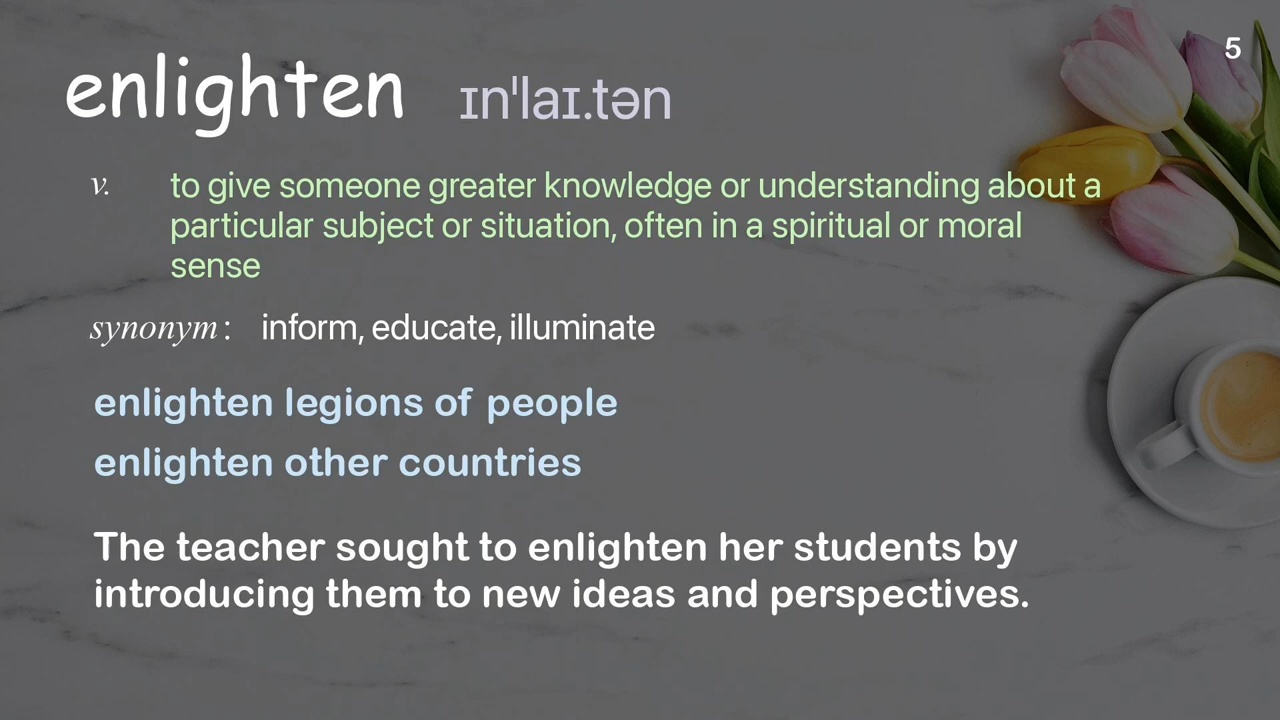 5
enlighten ɪnˈlaɪ.tən
v. to give someone greater knowledge or understanding about a
particular subject or situation, often in a spiritual or moral
sense
synonym: inform, educate, illuminate
enlighten legions of people
enlighten other countries
The teacher sought to enlighten her students by
introducing them to new ideas and perspectives.